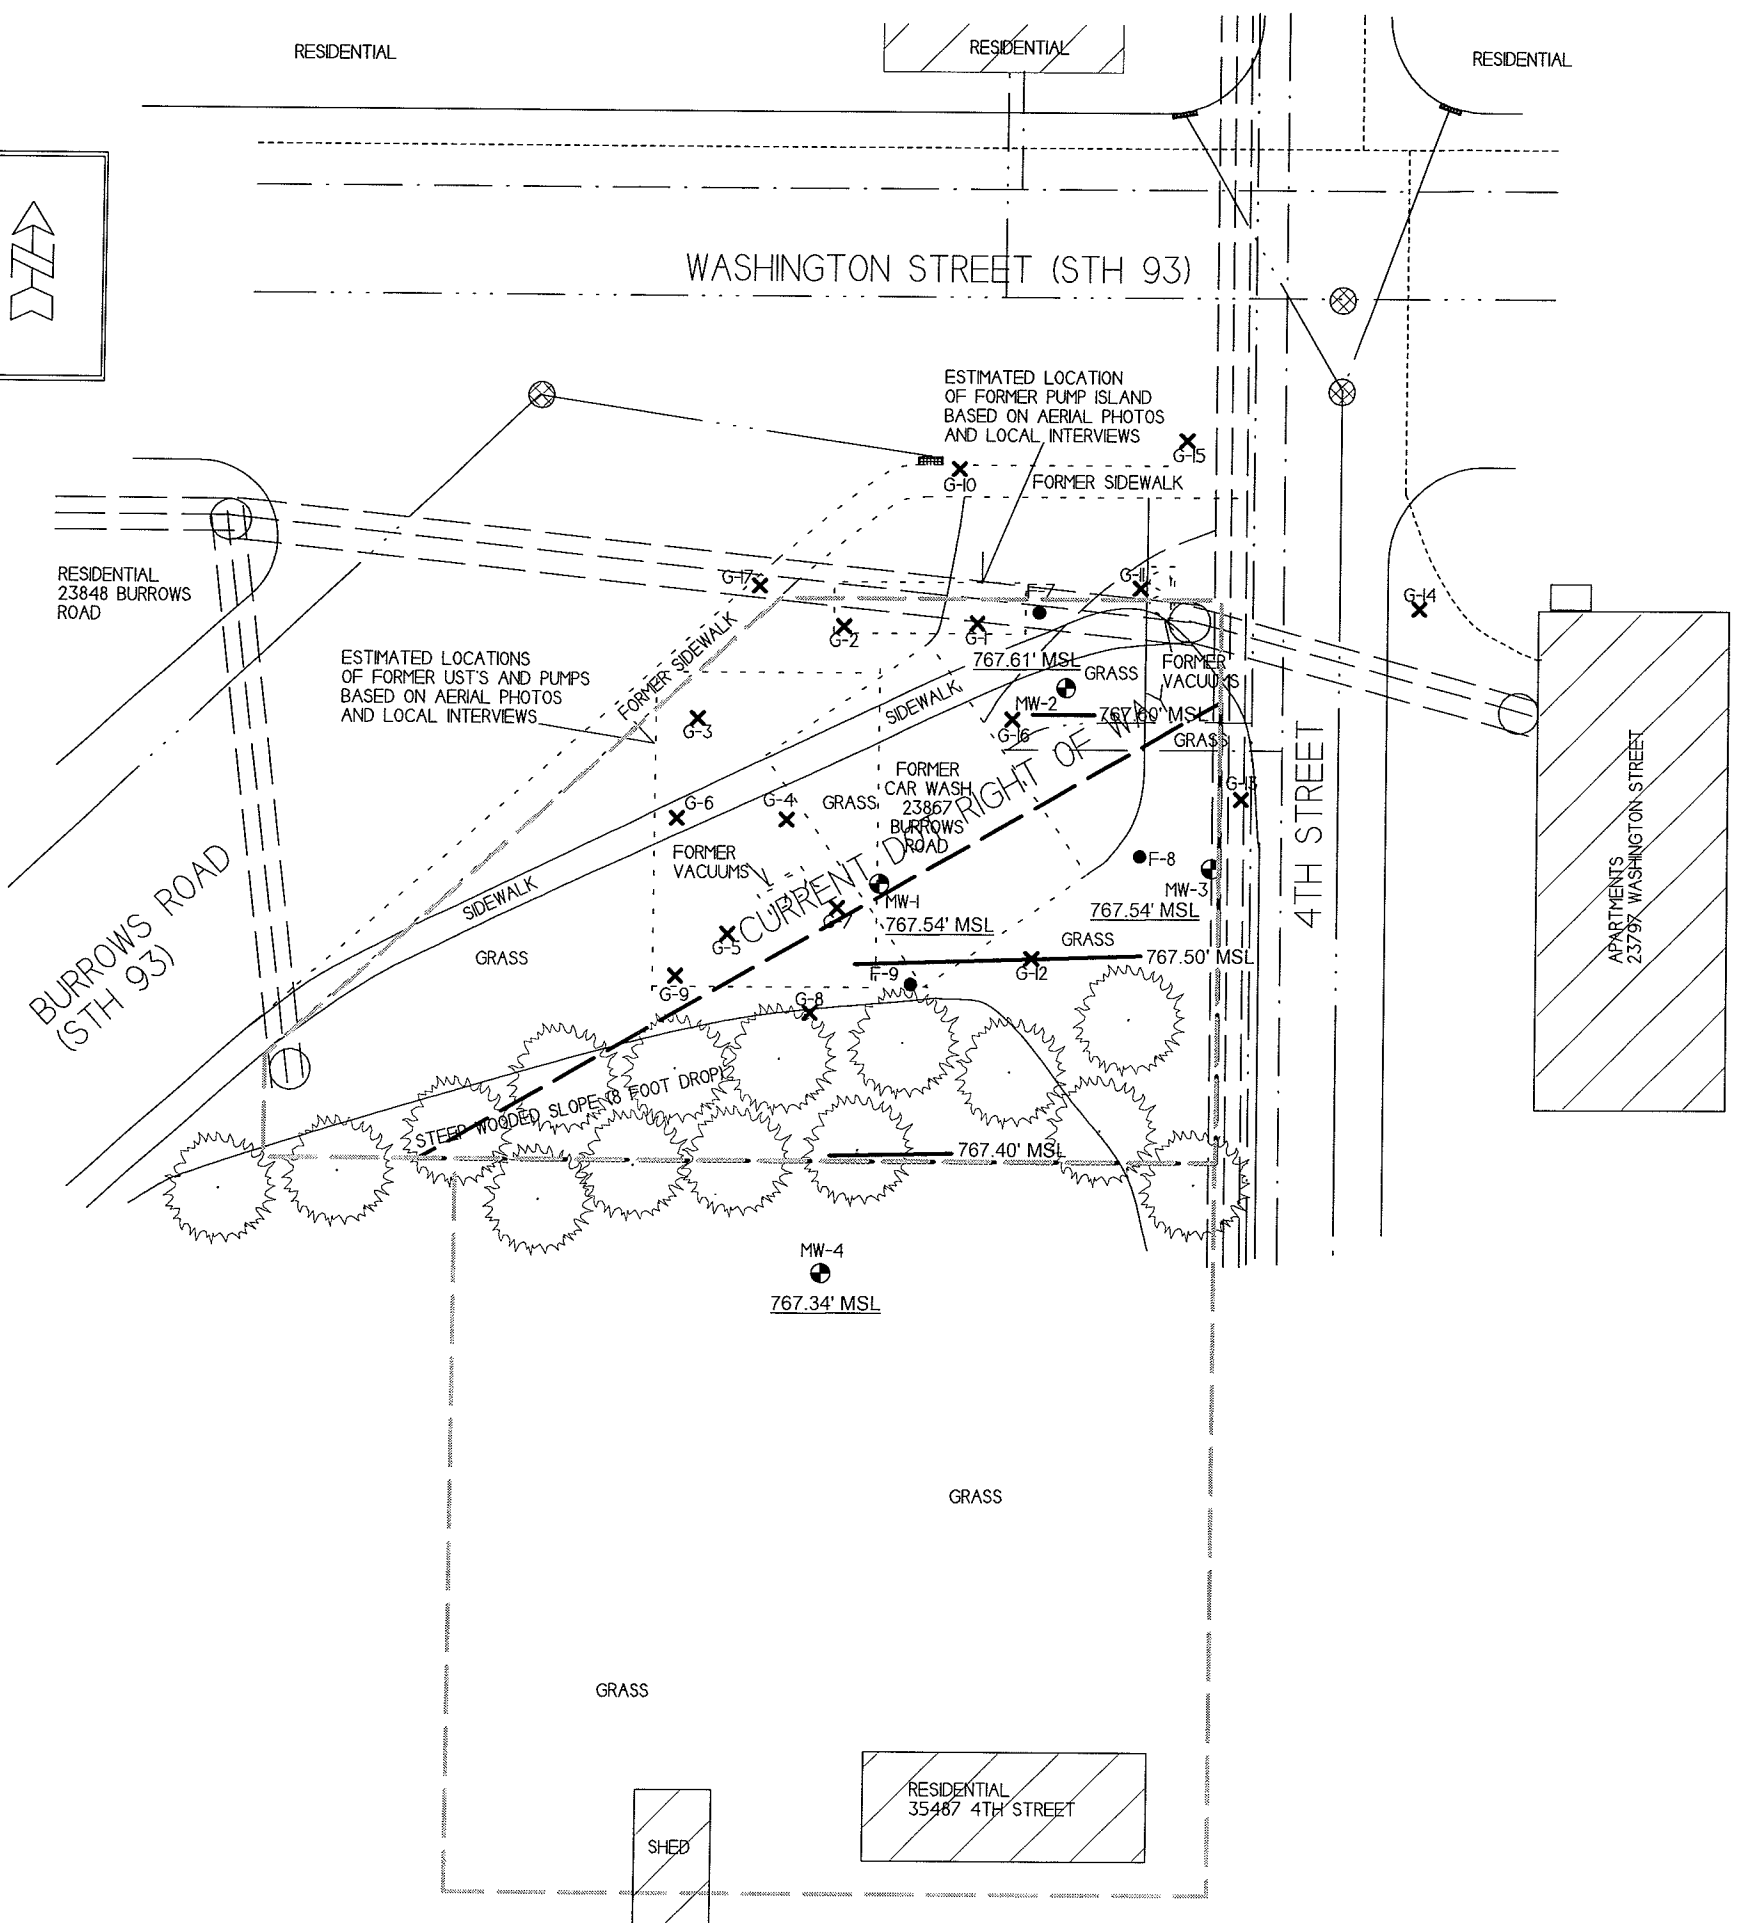 RESIDENTIAL
RESIDENTIAL
RESIDENTIAL
WASHINGTON STREET (STH 93)
ESTIMATED LOCATION
OF FORMER PUMP ISLAND
BASED ON AERIAL PHOTOS
AND LOCAL INTERVIEWS
G-15
G-10
FORMER SIDEWALK
RESIDENTIAL
23848 BURROWS
ROAD
G-17
G-11
F-7
G-14
G-2
G-1
ESTIMATED LOCATIONS
OF FORMER UST'S AND PUMPS
BASED ON AERIAL PHOTOS
AND LOCAL INTERVIEWS
FORMER SIDEWALK
767.61' MSL
GRASS
FORMER
VACUUMS
SIDEWALK
MW-2
767.60' MSL
G-3
G-16
GRASS
FORMER
CAR WASH
23867
BURROWS
ROAD
G-6
G-4
GRASS
G-13
4TH STREET
APARTMENTS
23797 WASHINGTON STREET
FORMER
VACUUMS
CURRENT DOT RIGHT OF WAY
F-8
MW-3
767.54' MSL
SIDEWALK
G-7
MW-1
767.54' MSL
BURROWS ROAD
(STH 93)
G-5
GRASS
GRASS
767.50' MSL
G-9
F-9
G-12
G-8
STEEP WOODED SLOPE (8 FOOT DROP)
767.40' MSL
MW-4
767.34' MSL
GRASS
GRASS
RESIDENTIAL
35487 4TH STREET
SHED